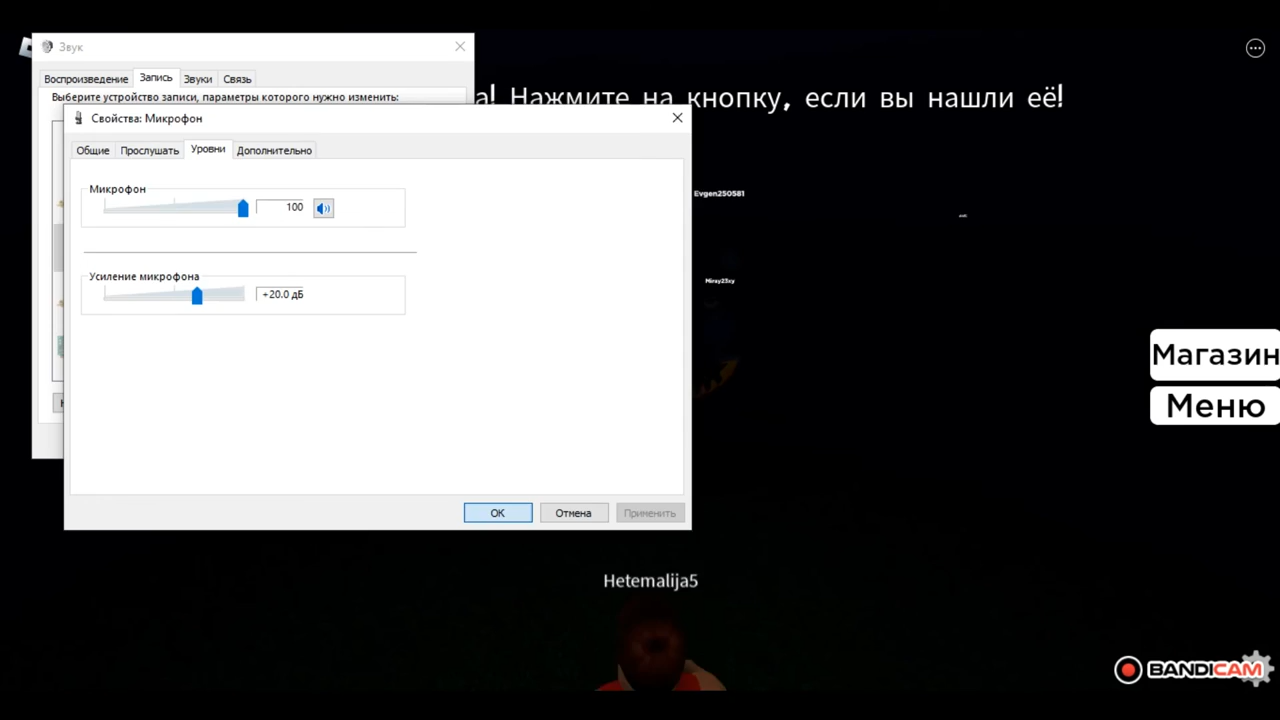 Звук
Воспроизведение Запись Звуки Связь
Выберите устройство записи, параметры которого нужно изменить:
а! Нажмите на кнопку, если вы нашли её!
Свойства: Микрофон
Общие Прослушать Уровни Дополнительно
Микрофон
100
Усиление микрофона
+20.0 дБ
OK Отмена Применить
Evgen250581
Miray23xy
Магазин
Меню
Hetemalija5
BANDICAM